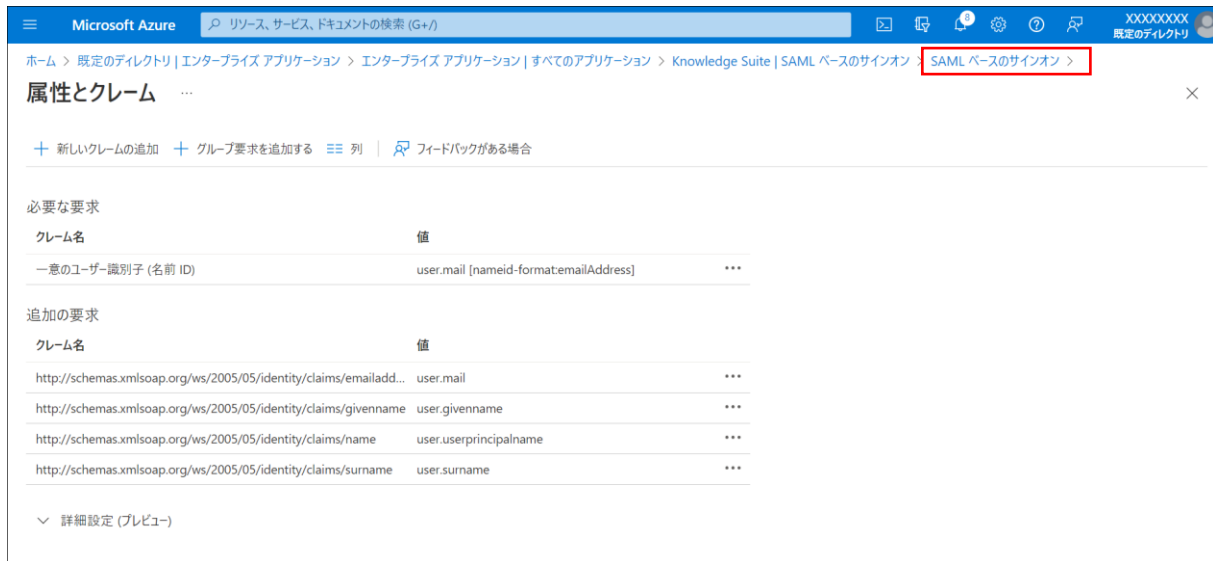 Microsoft Azure
リソース、サービス、ドキュメントの検索 (G+/)
8
XXXXXXXX
既定のディレクトリ
ホーム > 既定のディレクトリ | エンタープライズ アプリケーション > エンタープライズ アプリケーション | すべてのアプリケーション > Knowledge Suite | SAML ベースのサインオン > SAML ベースのサインオン >
属性とクレーム …
+ 新しいクレームの追加 + グループ要求を追加する 列 | フィードバックがある場合
必要な要求
クレーム名 値
一意のユーザー識別子 (名前 ID) user.mail [nameid-format:emailAddress] •••
追加の要求
クレーム名 値
http://schemas.xmlsoap.org/ws/2005/05/identity/claims/emailadd... user.mail •••
http://schemas.xmlsoap.org/ws/2005/05/identity/claims/givenname user.givenname •••
http://schemas.xmlsoap.org/ws/2005/05/identity/claims/name user.userprincipalname •••
http://schemas.xmlsoap.org/ws/2005/05/identity/claims/surname user.surname •••
詳細設定 (プレビュー)